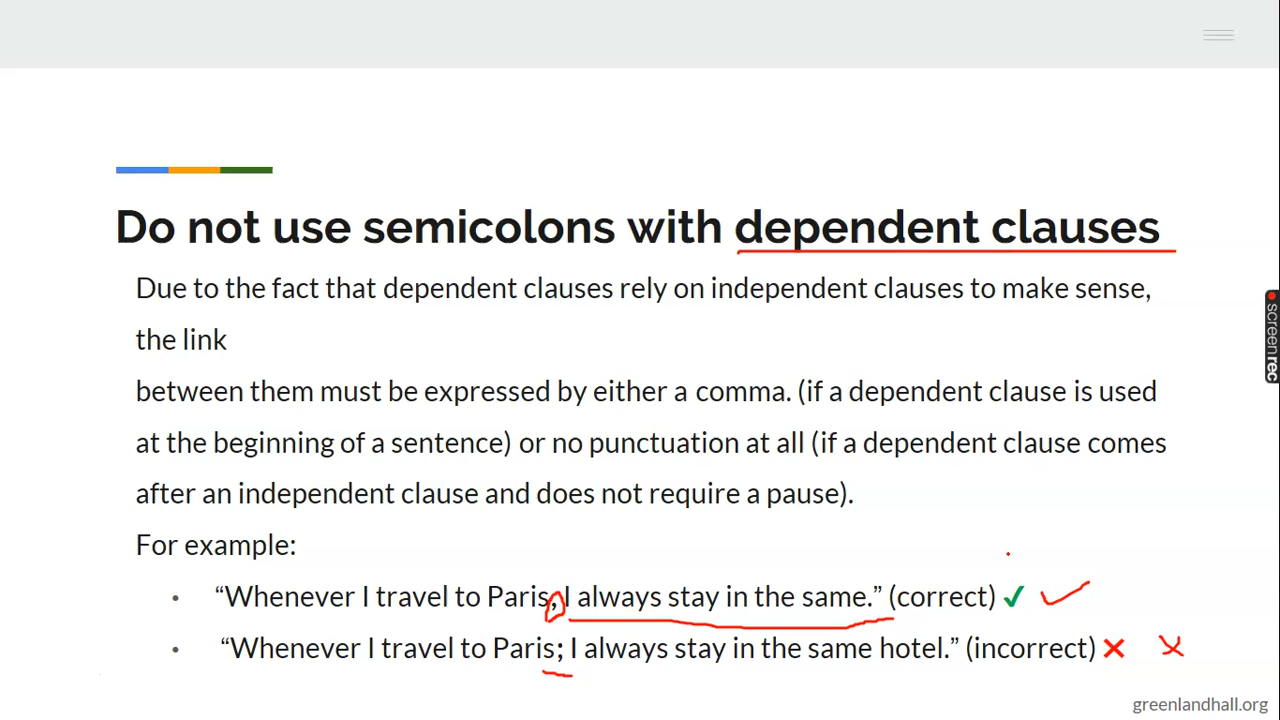 Do not use semicolons with dependent clauses
Due to the fact that dependent clauses rely on independent clauses to make sense,
the link
between them must be expressed by either a comma. (if a dependent clause is used
at the beginning of a sentence) or no punctuation at all (if a dependent clause comes
after an independent clause and does not require a pause).
For example:
• “Whenever I travel to Paris, I always stay in the same.” (correct) ✔
• “Whenever I travel to Paris; I always stay in the same hotel.” (incorrect) ❌
screenrec
greenlandhall.org